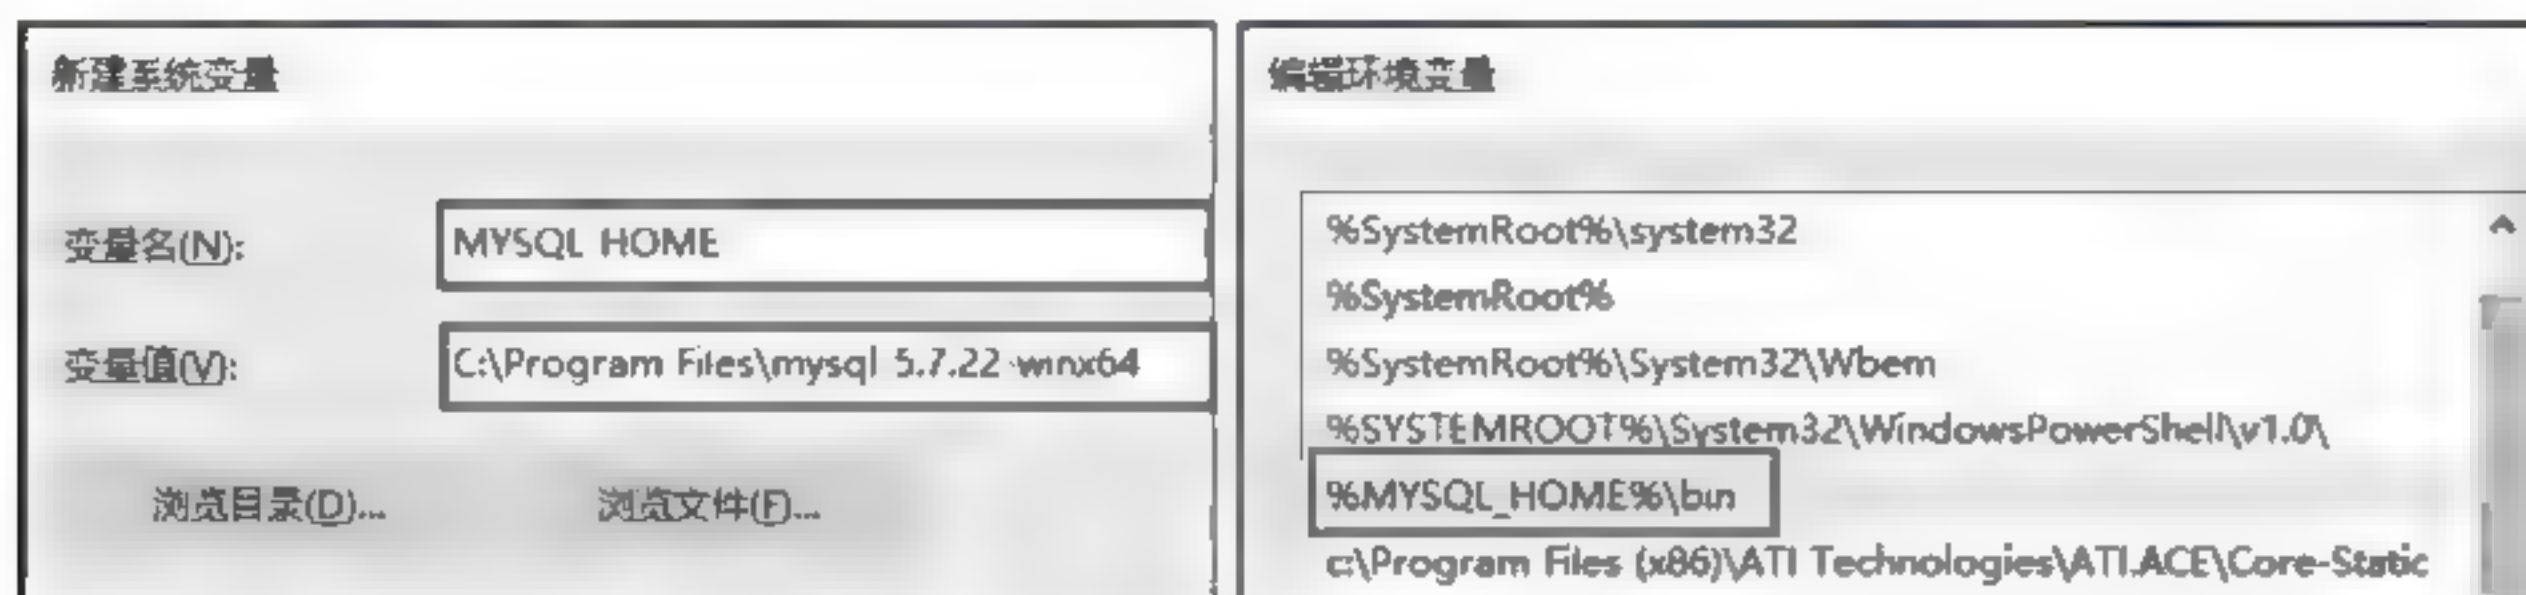 新建系统变量
变量名(N):
MYSQL HOME
变量值(V):
C:\Program Files\mysql 5.7.22-winx64
浏览目录(D)...
浏览文件(F)...
编辑环境变量
%SystemRoot%\system32
%SystemRoot%
%SystemRoot%\System32\Wbem
%SYSTEMROOT%\System32\WindowsPowerShell\v1.0\
%MYSQL_HOME%\bin
c:\Program Files (x86)\ATI Technologies\ATI.ACE\Core-Static